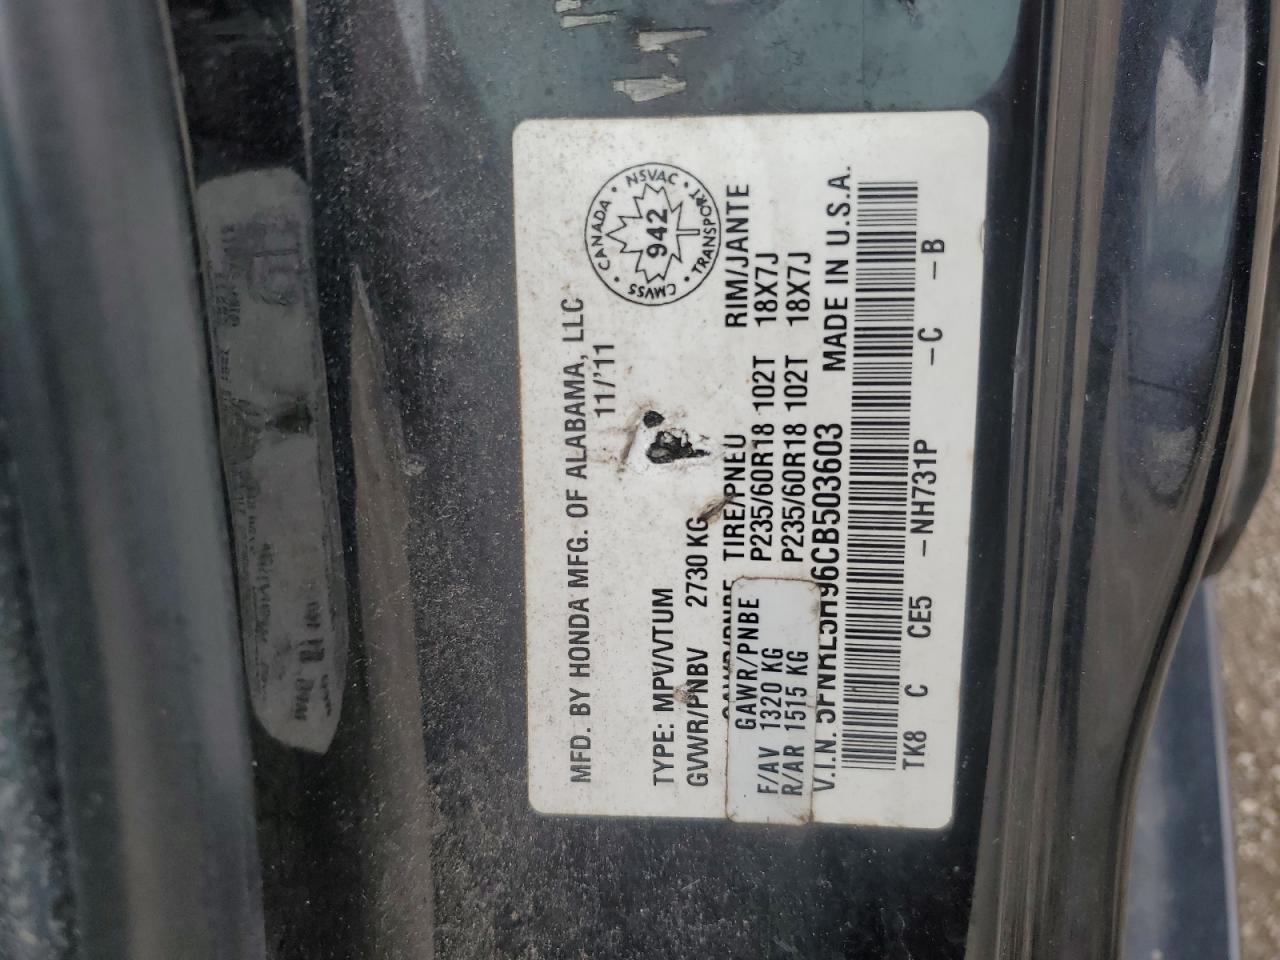 MFD. BY HONDA MFG. OF ALABAMA, LLC
11/'11
CANADA · NSVAC · TRANSPORT · CMVSS
942
TYPE: MPV/VTUM
GVWR/PNBV 2730 KG
GAWR/PNBE TIRE/PNEU RIM/JANTE
GAWR/PNBE
F/AV 1320 KG P235/60R18 102T 18X7J
R/AR 1515 KG P235/60R18 102T 18X7J
V.I.N. 5FNRL5H96CB503603 MADE IN U.S.A.
TK8 C CE5 -NH731P -C -B